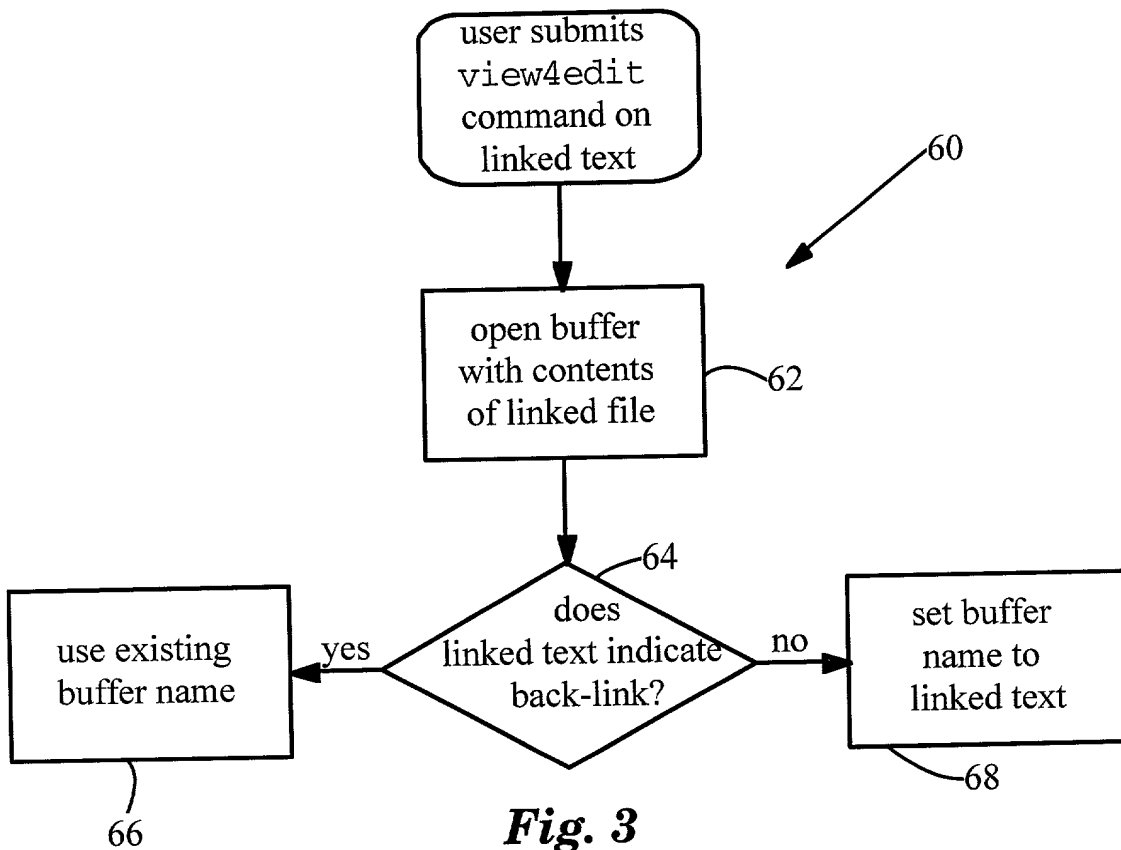 user submits
view4edit
command on
linked text
60
open buffer
with contents
of linked file
62
64
does
linked text indicate
back-link?
yes
no
use existing
buffer name
set buffer
name to
linked text
66
68
Fig. 3